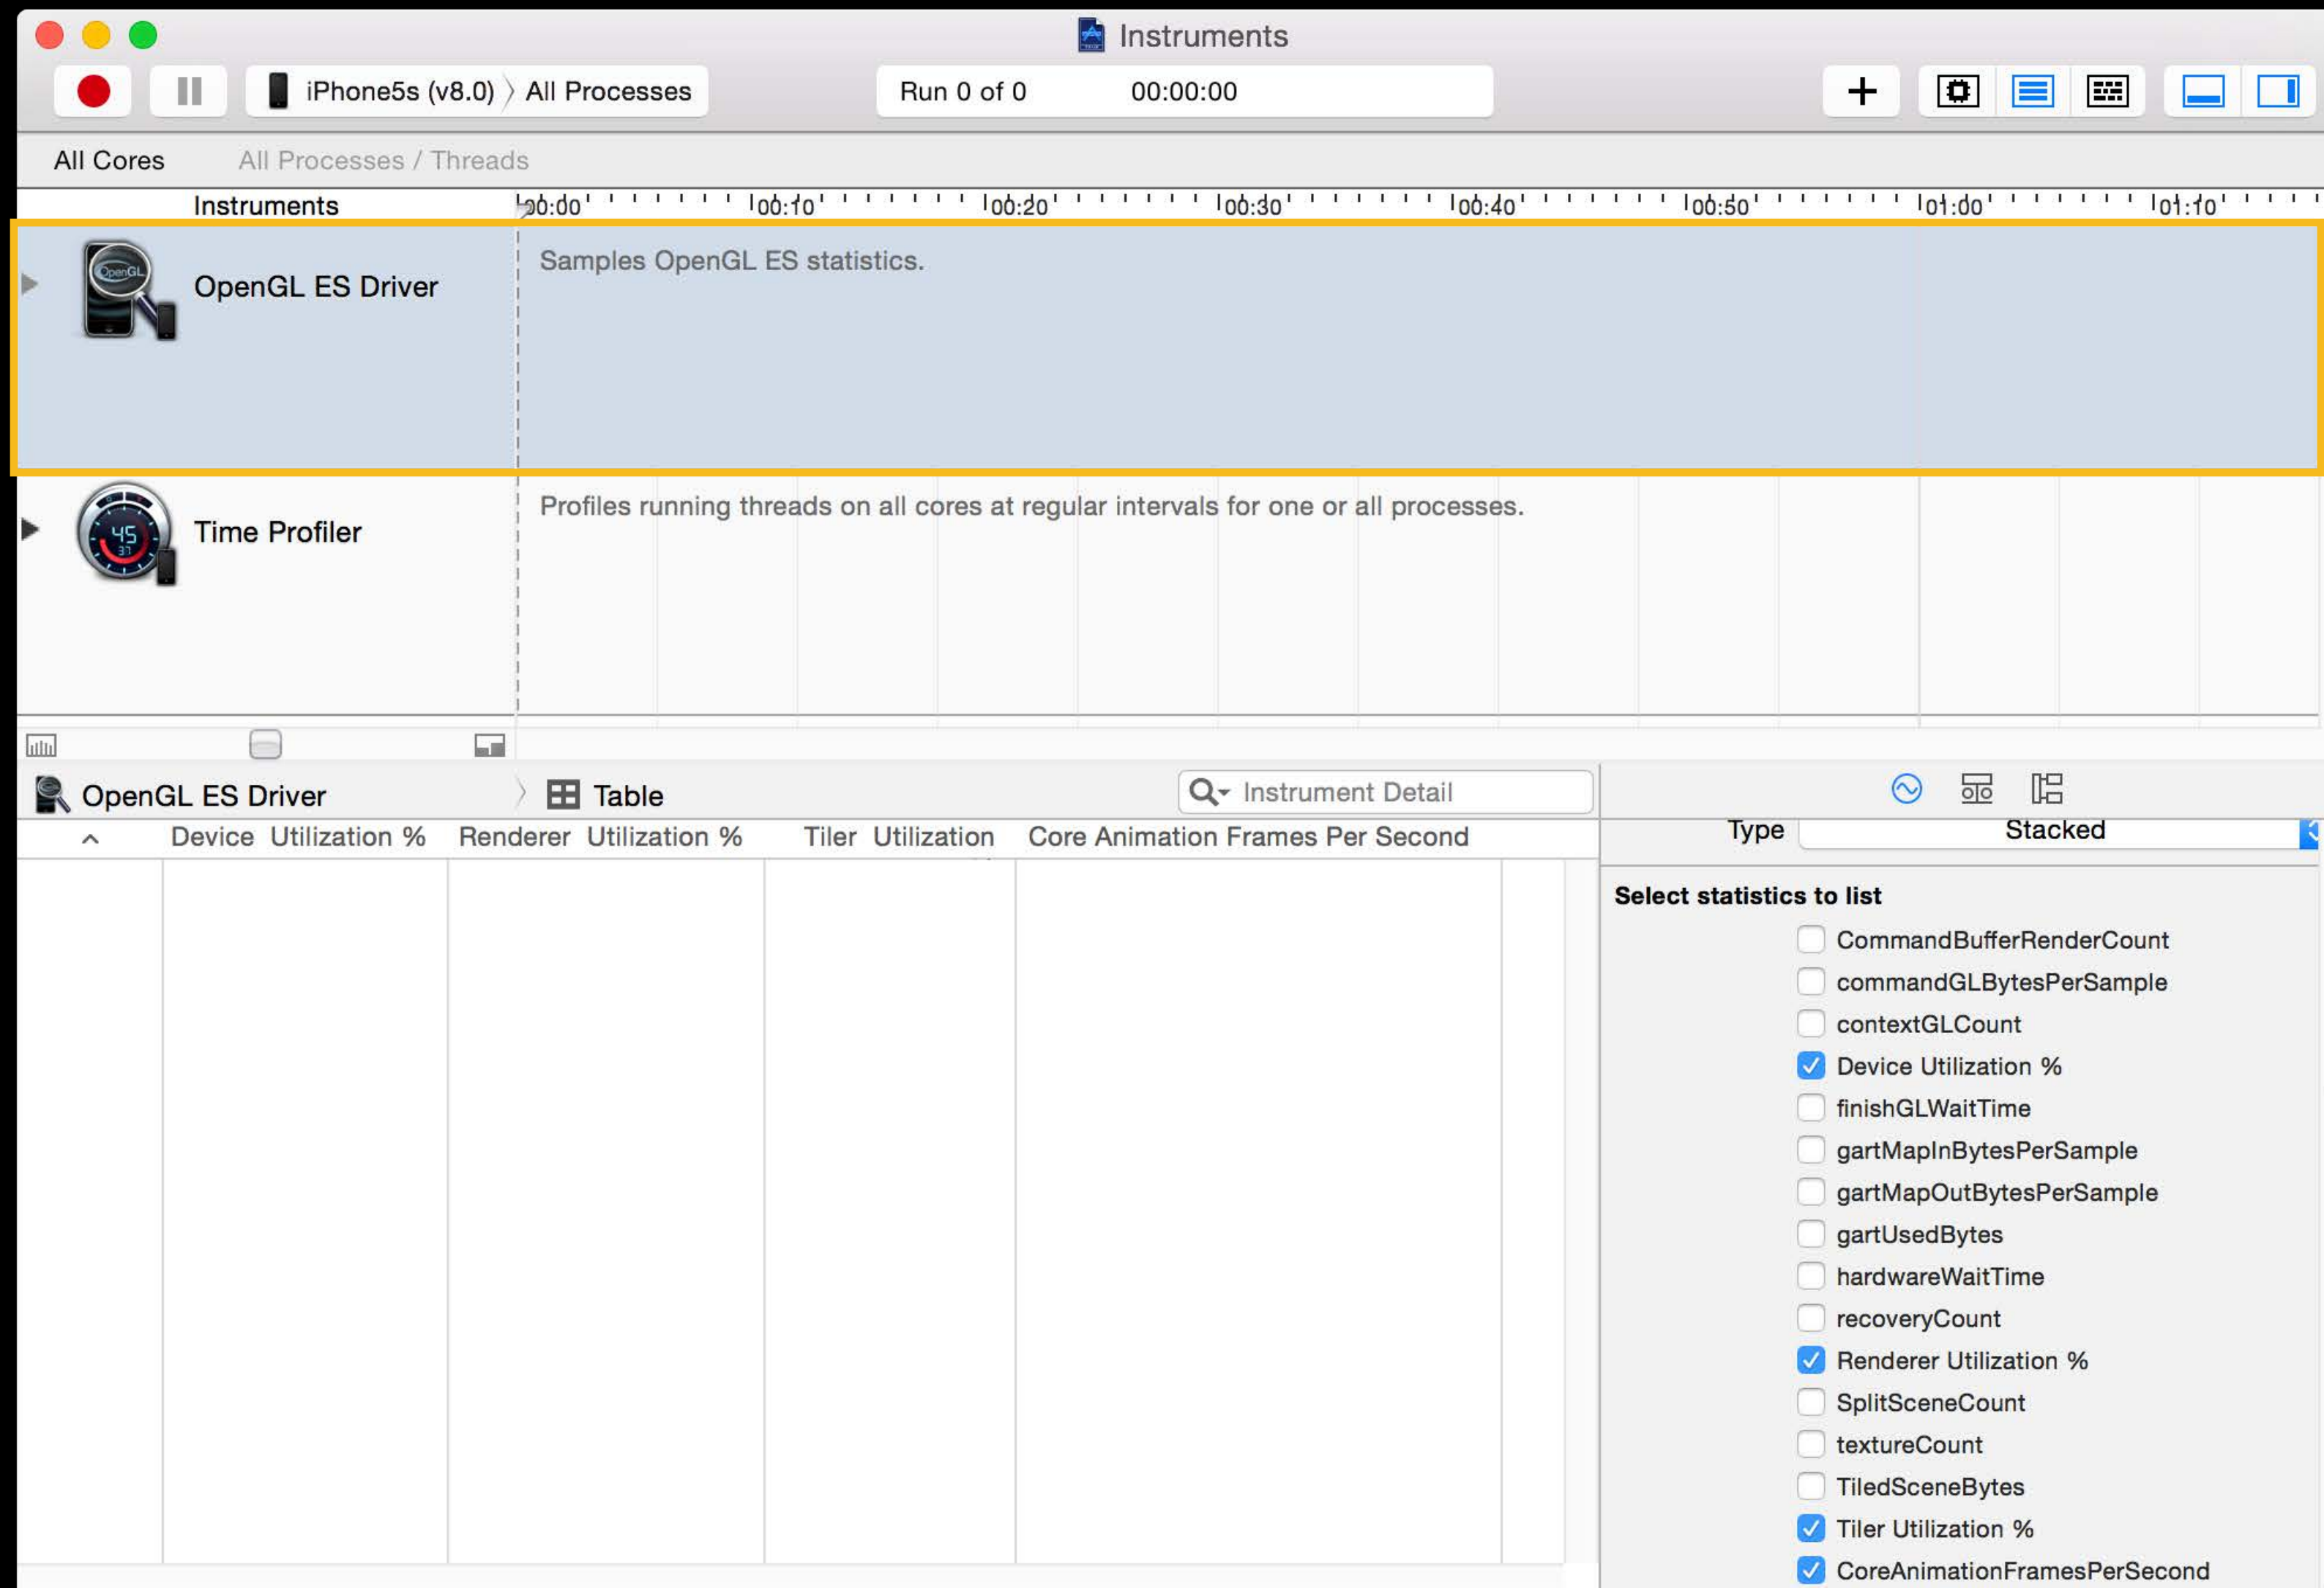 Instruments
iPhone5s (v8.0) 〉 All Processes
Run 0 of 0 00:00:00
All Cores All Processes / Threads
Instruments 00:00 00:10 00:20 00:30 00:40 00:50 01:00 01:10
OpenGL
Samples OpenGL ES statistics.
OpenGL ES Driver
Profiles running threads on all cores at regular intervals for one or all processes.
45
37
Time Profiler
OpenGL ES Driver 〉 Table
Instrument Detail
Device Utilization % Renderer Utilization % Tiler Utilization Core Animation Frames Per Second
Type Stacked
Select statistics to list
CommandBufferRenderCount
commandGLBytesPerSample
contextGLCount
Device Utilization %
finishGLWaitTime
gartMapInBytesPerSample
gartMapOutBytesPerSample
gartUsedBytes
hardwareWaitTime
recoveryCount
Renderer Utilization %
SplitSceneCount
textureCount
TiledSceneBytes
Tiler Utilization %
CoreAnimationFramesPerSecond